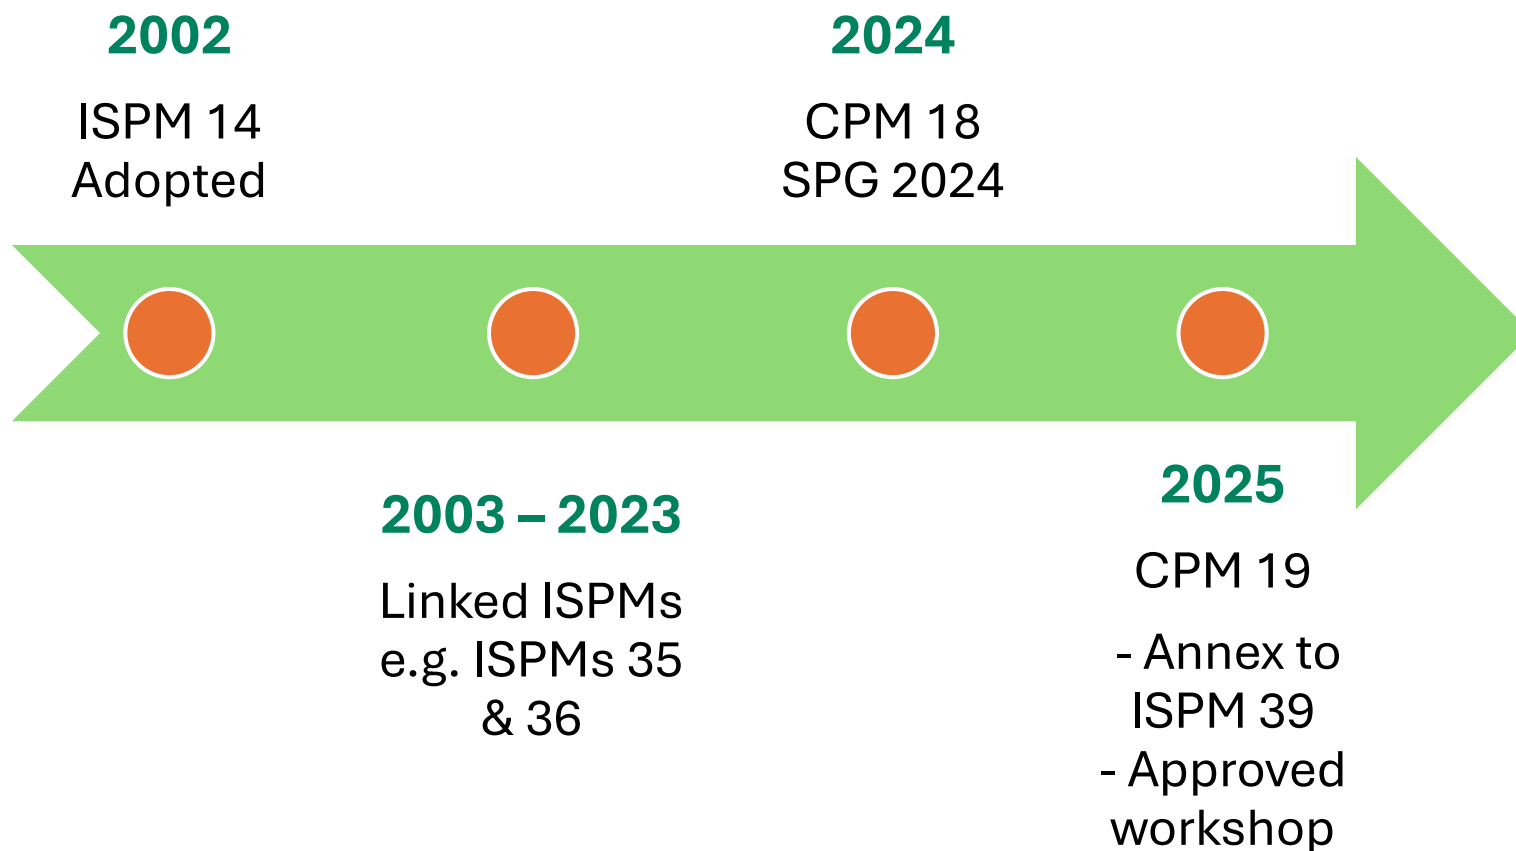 2002
ISPM 14
Adopted
2003 – 2023
Linked ISPMs
e.g. ISPMs 35
& 36
2024
CPM 18
SPG 2024
2025
CPM 19
- Annex to
ISPM 39
- Approved
workshop